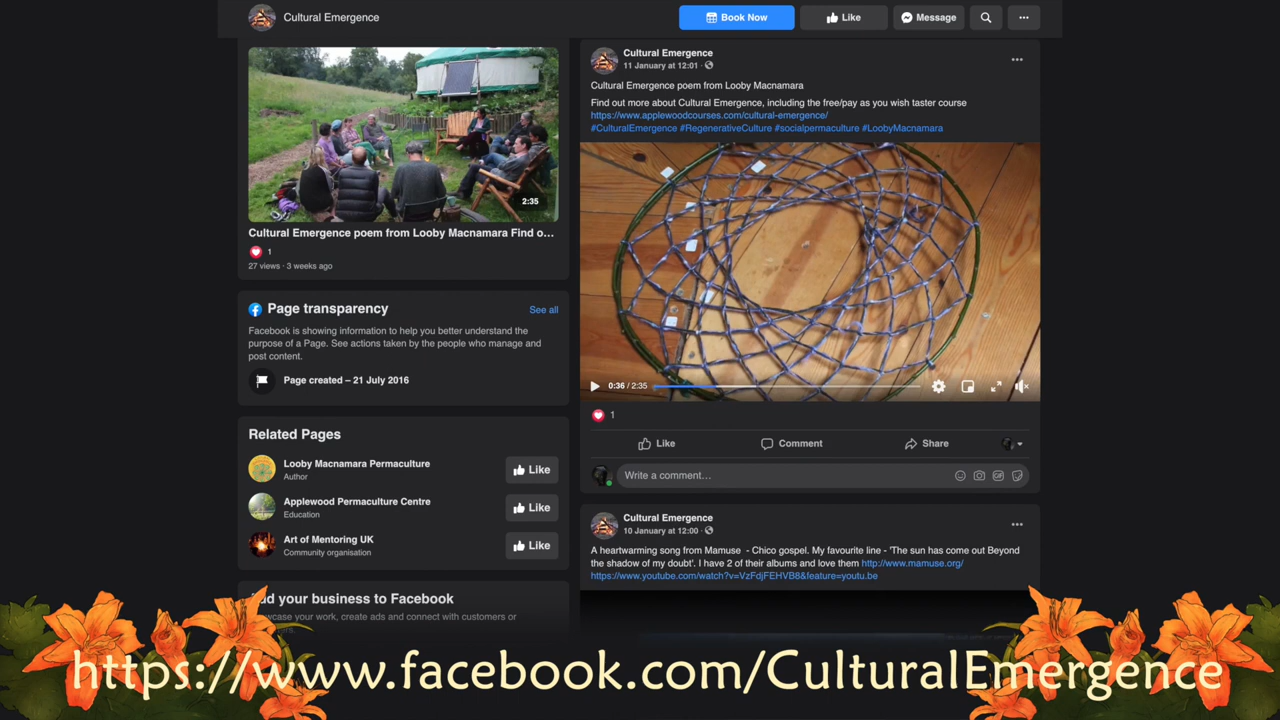 Cultural Emergence
Book Now
Like
Message
2:35
Cultural Emergence poem from Looby Macnamara Find o...
1
27 views · 3 weeks ago
Page transparency
See all
Facebook is showing information to help you better understand the
purpose of a Page. See actions taken by the people who manage and
post content.
Page created – 21 July 2016
Related Pages
Looby Macnamara Permaculture
Author
Like
Applewood Permaculture Centre
Education
Like
Art of Mentoring UK
Community organisation
Like
your business to Facebook
your work, create ads and connect with customers or
Cultural Emergence
11 January at 12:01 ·
Cultural Emergence poem from Looby Macnamara
Find out more about Cultural Emergence, including the free/pay as you wish taster course
https://www.applewoodcourses.com/cultural-emergence/
#CulturalEmergence #RegenerativeCulture #socialpermaculture #LoobyMacnamara
0:36 / 2:35
1
Like
Comment
Share
Write a comment...
GIF
Cultural Emergence
10 January at 12:00 ·
A heartwarming song from Mamuse - Chico gospel. My favourite line - 'The sun has come out Beyond
the shadow of my doubt'. I have 2 of their albums and love them http://www.mamuse.org/
https://www.youtube.com/watch?v=VzFdjFEHVB8&feature=youtu.be
https://www.facebook.com/CulturalEmergence